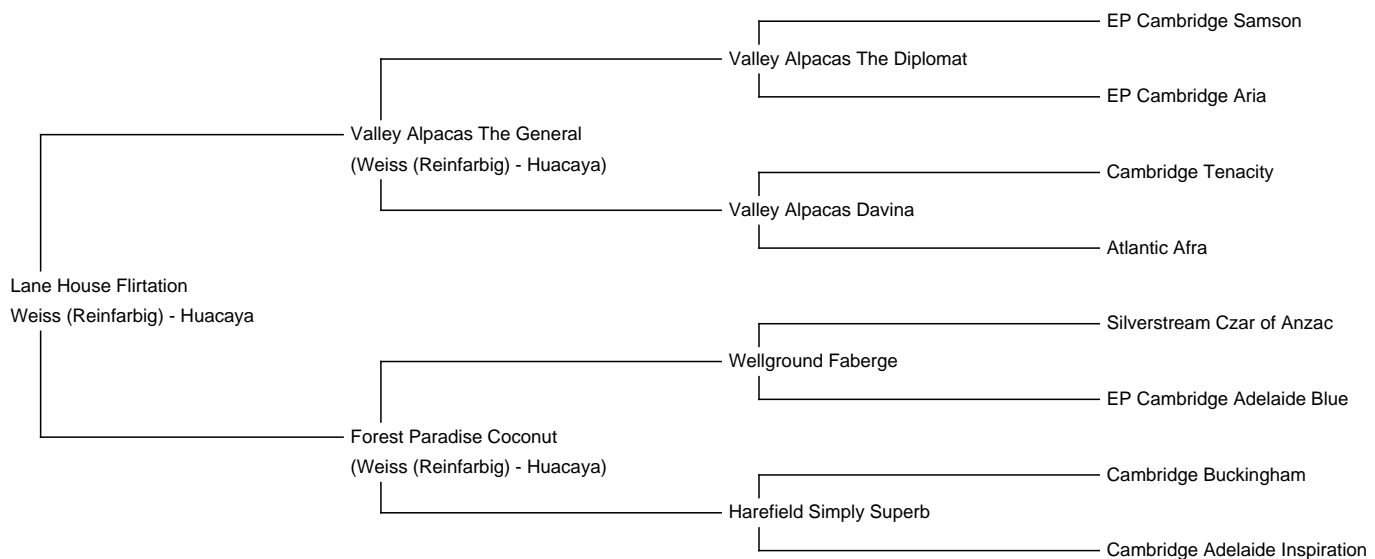 EP Cambridge Samson
Valley Alpacas The Diplomat
EP Cambridge Aria
Valley Alpacas The General
(Weiss (Reinfarbig) - Huacaya)
Cambridge Tenacity
Valley Alpacas Davina
Atlantic Afra
Lane House Flirtation
Weiss (Reinfarbig) - Huacaya
Silverstream Czar of Anzac
Wellground Faberge
EP Cambridge Adelaide Blue
Forest Paradise Coconut
(Weiss (Reinfarbig) - Huacaya)
Cambridge Buckingham
Harefield Simply Superb
Cambridge Adelaide Inspiration